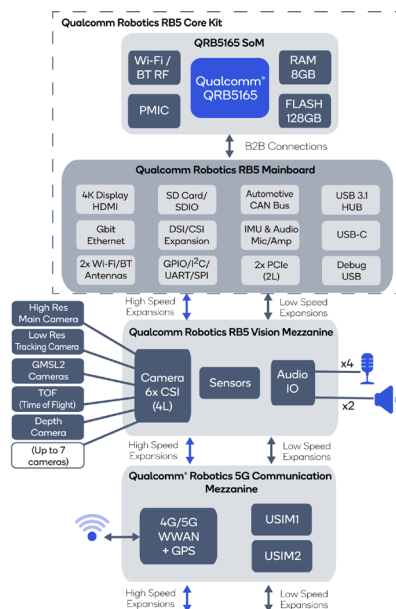 Qualcomm Robotics RB5 Core Kit
QRB5165 SoM
Wi-Fi /
BT RF
Qualcomm®
QRB5165
RAM
8GB
PMIC
FLASH
128GB
B2B Connections
Qualcomm Robotics RB5 Mainboard
4K Display
HDMI
SD Card/
SDIO
Automotive
CAN Bus
USB 3.1
HUB
Gbit
Ethernet
DSI/CSI
Expansion
IMU & Audio
Mic/Amp
USB-C
2x Wi-Fi/BT
Antennas
GPIO/I²C/
UART/SPI
2x PCIe
(2L)
Debug
USB
High Speed
Expansions
Low Speed
Expansions
Qualcomm Robotics RB5 Vision Mezzanine
High Res
Main Camera
Low Res
Tracking Camera
GMSL2
Cameras
TOF
(Time of Flight)
Depth
Camera
(Up to 7
cameras)
Camera
6x CSI
(4L)
Sensors
Audio
IO
x4
x2
High Speed
Expansions
Low Speed
Expansions
Qualcomm® Robotics 5G Communication
Mezzanine
4G/5G
WWAN
+ GPS
USIM1
USIM2
High Speed
Expansions
Low Speed
Expansions